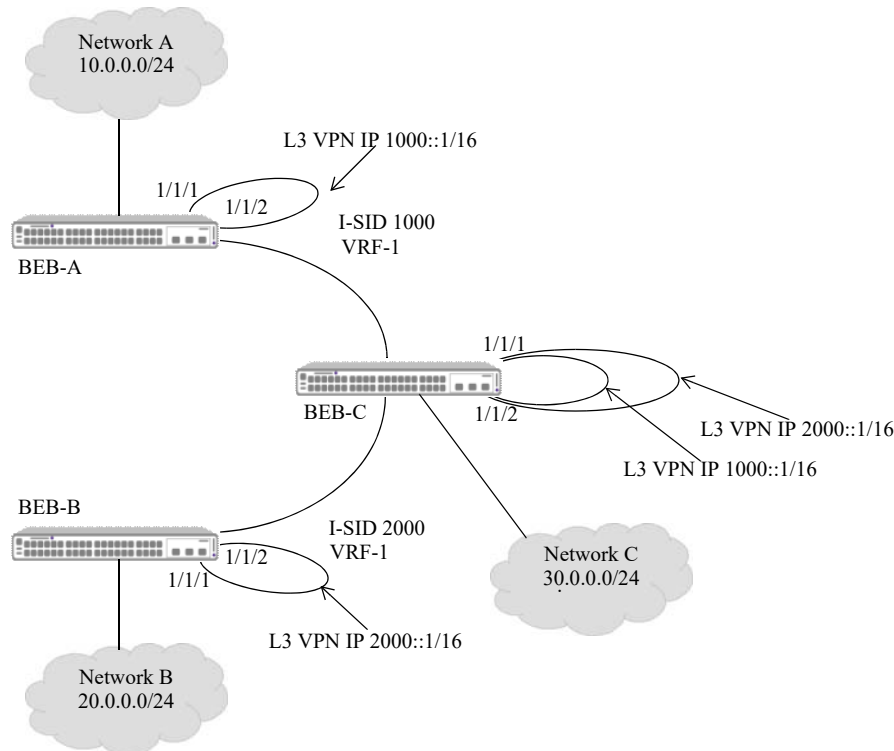 Network A
10.0.0.0/24
L3 VPN IP 1000::1/16
1/1/1
1/1/2
I-SID 1000
VRF-1
BEB-A
1/1/1
BEB-C
1/1/2
L3 VPN IP 2000::1/16
L3 VPN IP 1000::1/16
BEB-B
I-SID 2000
VRF-1
1/1/2
1/1/1
Network C
30.0.0.0/24
L3 VPN IP 2000::1/16
Network B
20.0.0.0/24